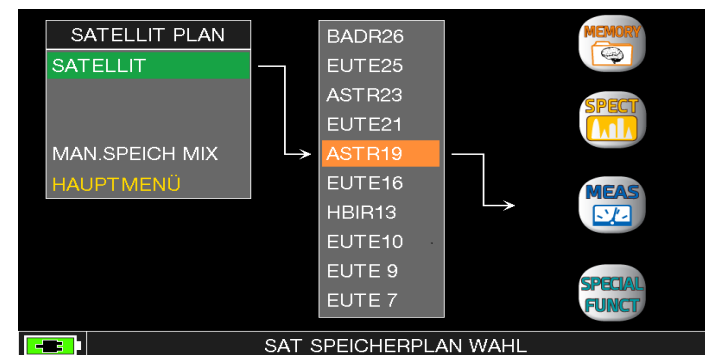 SATELLIT PLAN
SATELLIT
MAN.SPEICH MIX
HAUPTMENÜ
BADR26
EUTE25
ASTR23
EUTE21
ASTR19
EUTE16
HBIR13
EUTE10
EUTE 9
EUTE 7
MEMORY
SPECT
MEAS
SPECIAL
FUNCT
SAT SPEICHERPLAN WAHL